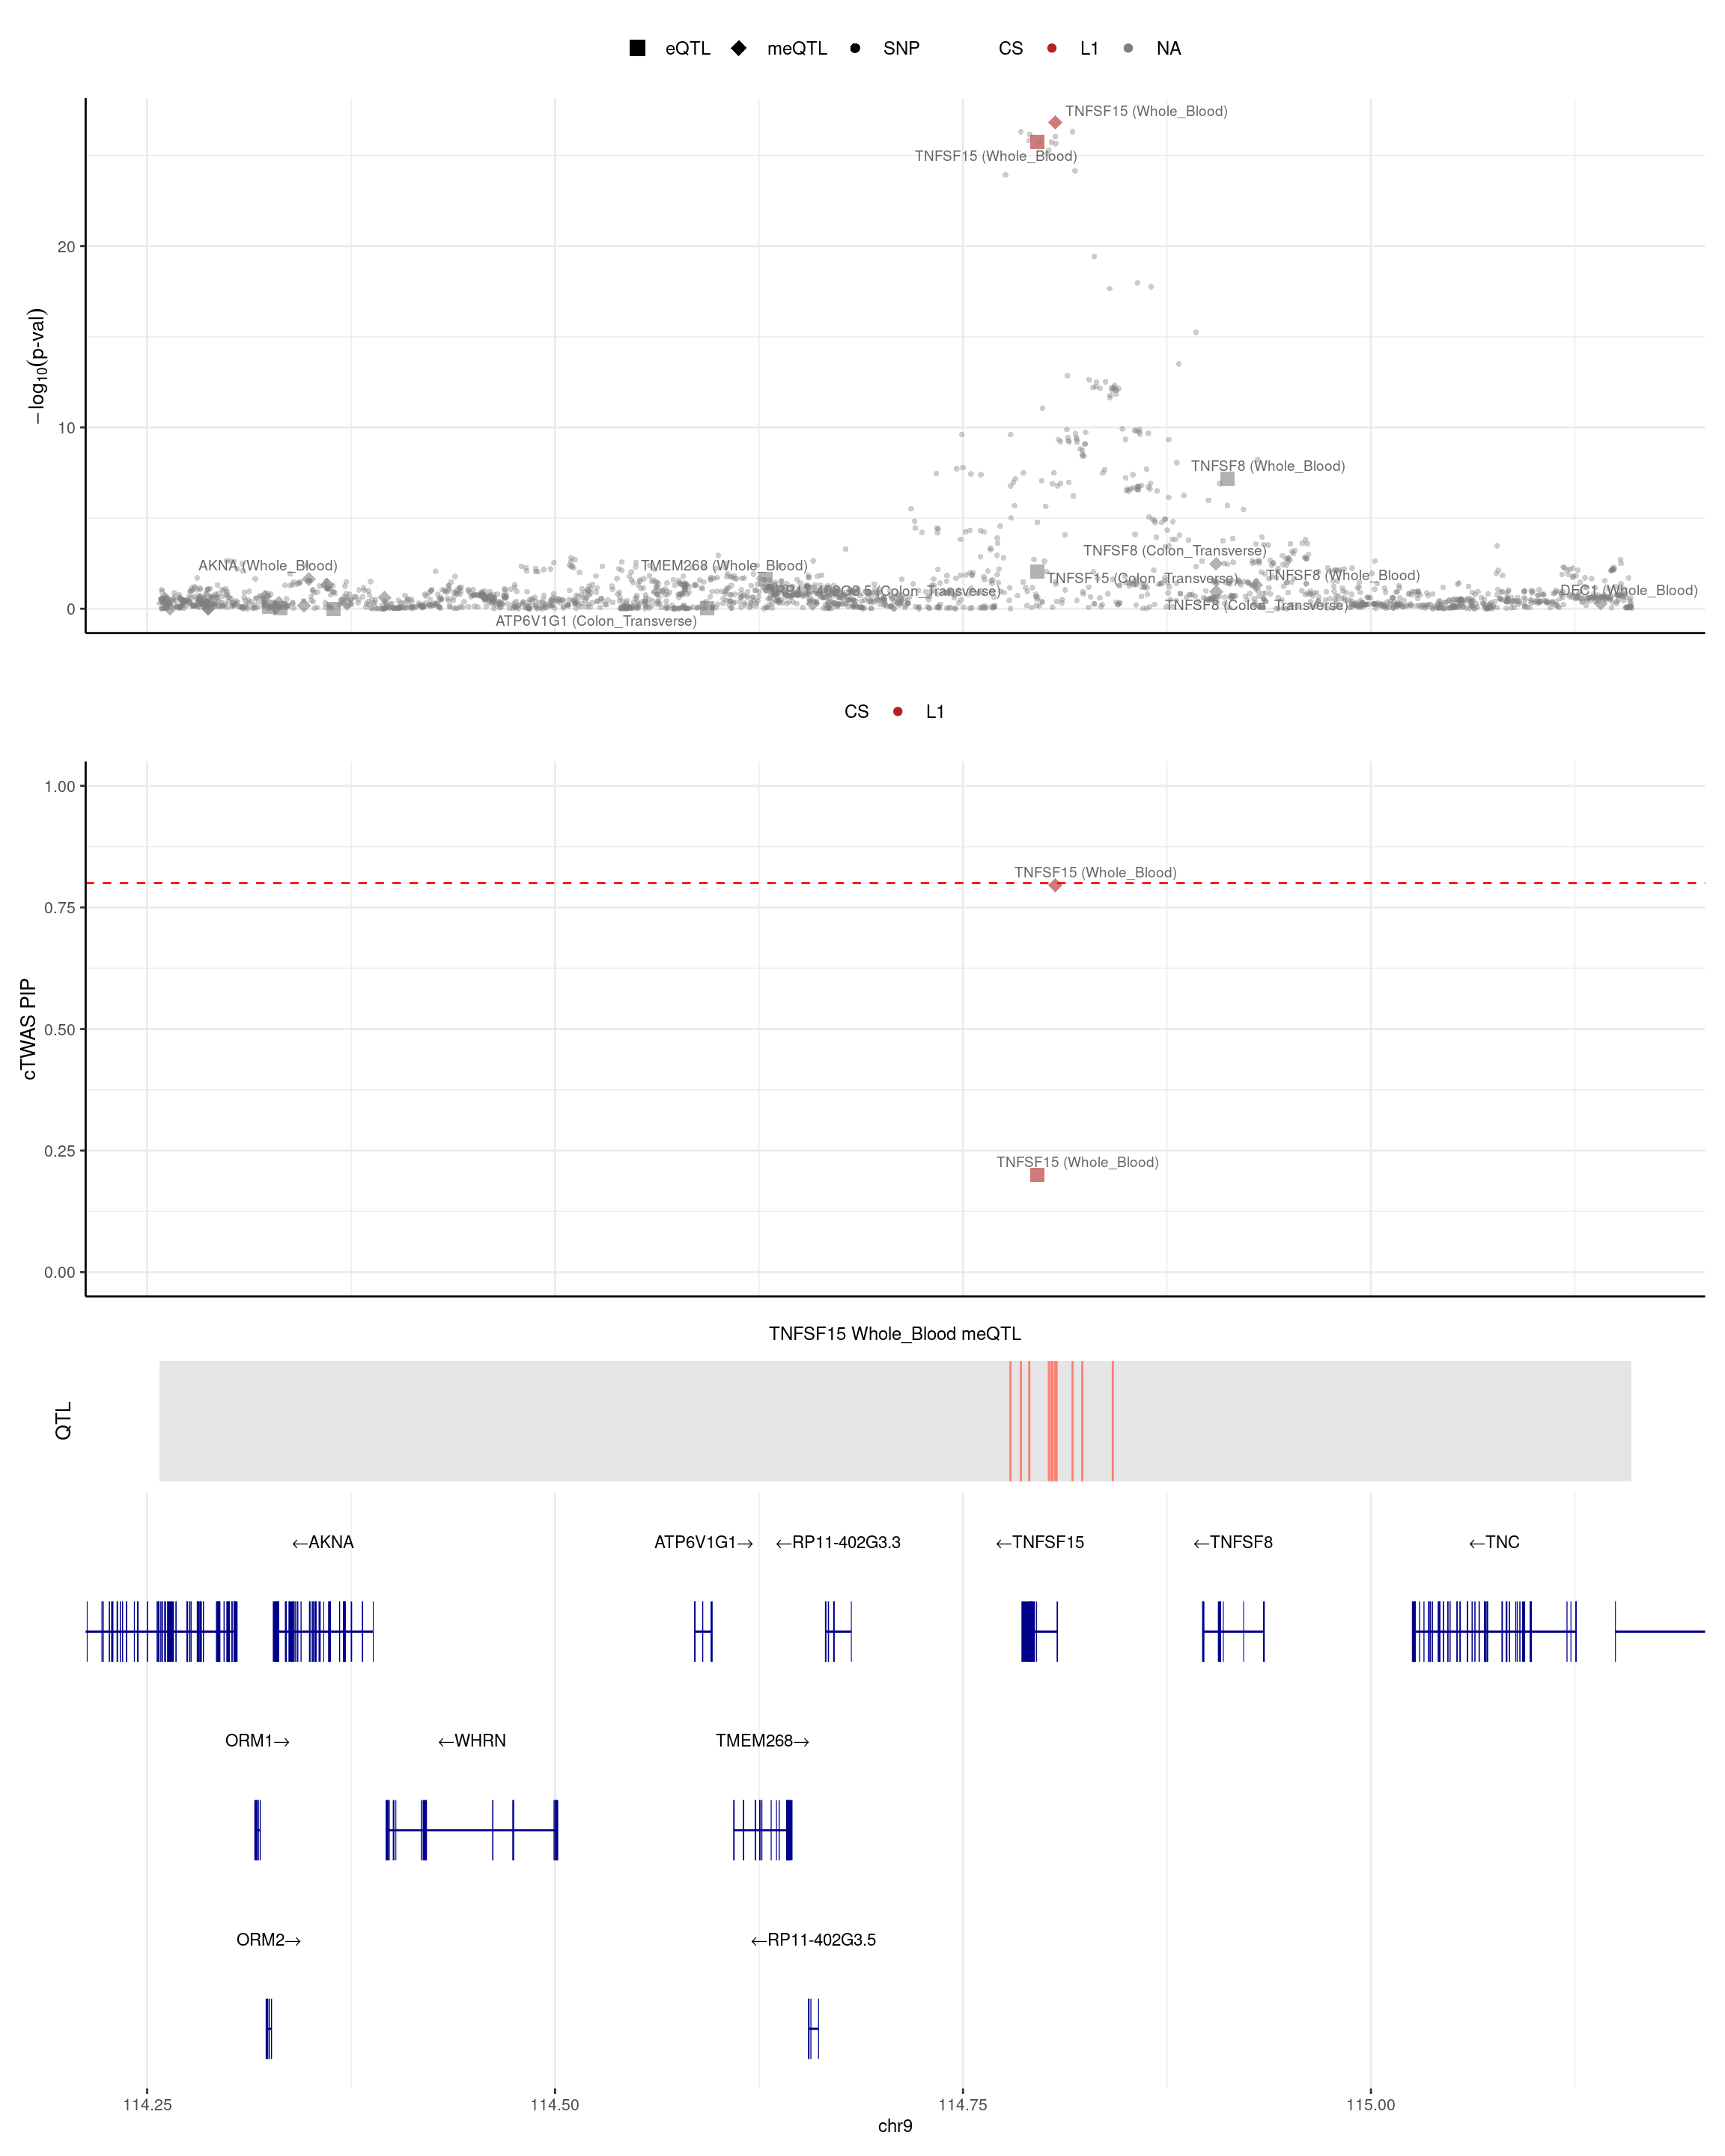 eQTL meQTL SNP CS L1 NA
TNFSF15 (Whole_Blood)
TNFSF15 (Whole_Blood)
20
−log10(p-val)
10
TNFSF8 (Whole_Blood)
TNFSF8 (Colon_Transverse)
AKNA (Whole_Blood)
TMEM268 (Whole_Blood)
TNFSF15 (Colon_Transverse)
TNFSF8 (Whole_Blood)
RP11-402G3.5 (Colon_Transverse)
DEC1 (Whole_Blood)
TNFSF8 (Colon_Transverse)
0
ATP6V1G1 (Colon_Transverse)
CS L1
1.00
TNFSF15 (Whole_Blood)
0.75
cTWAS PIP
0.50
0.25
TNFSF15 (Whole_Blood)
0.00
TNFSF15 Whole_Blood meQTL
QTL
←AKNA ATP6V1G1→ ←RP11-402G3.3 ←TNFSF15 ←TNFSF8 ←TNC
ORM1→ ←WHRN TMEM268→
ORM2→ ←RP11-402G3.5
114.25 114.50 114.75 115.00
chr9